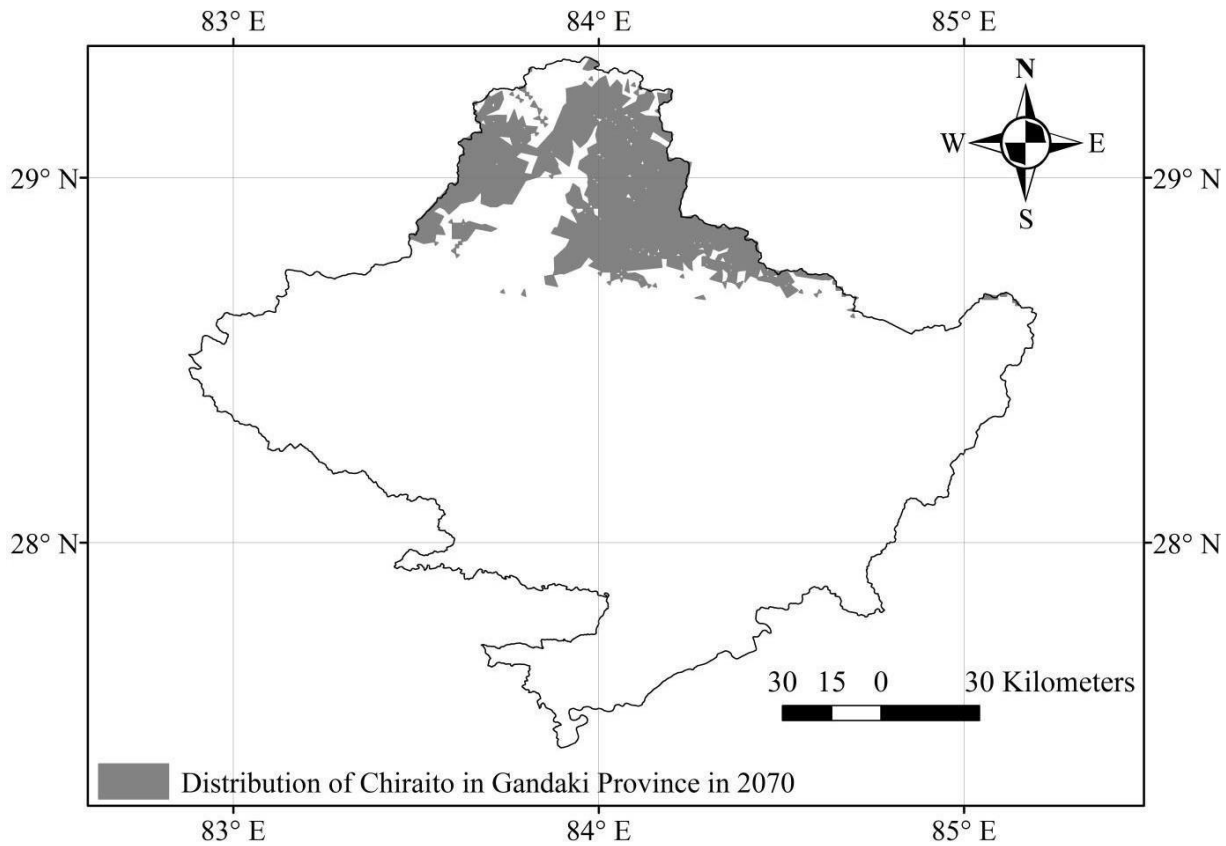 83° E 84° E 85° E
N
W E
S
29° N 29° N
28° N 28° N
30 15 0 30 Kilometers
Distribution of Chiraito in Gandaki Province in 2070
83° E 84° E 85° E